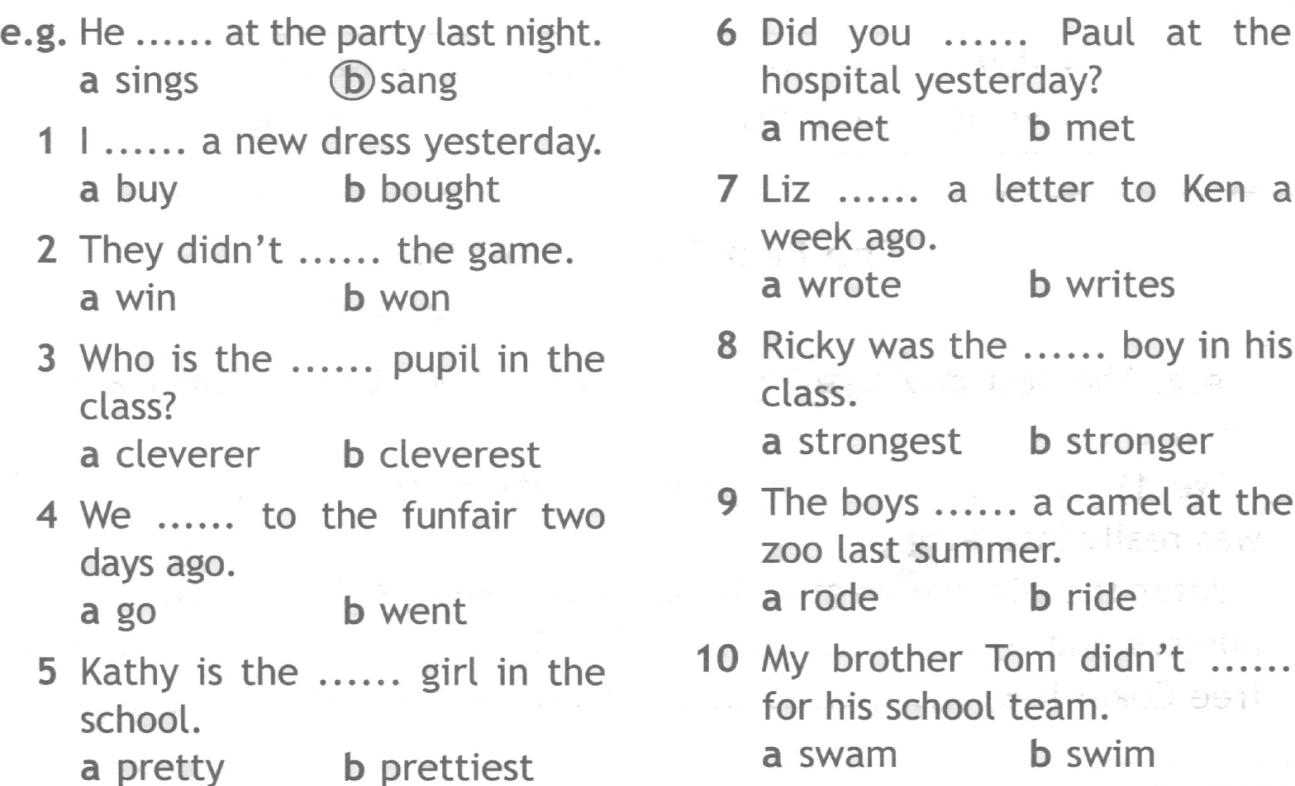 e.g. He ...... at the party last night.
a sings b sang
1 I ...... a new dress yesterday.
a buy b bought
2 They didn't ...... the game.
a win b won
3 Who is the ...... pupil in the
class?
a cleverer b cleverest
4 We ...... to the funfair two
days ago.
a go b went
5 Kathy is the ...... girl in the
school.
a pretty b prettiest
6 Did you ...... Paul at the
hospital yesterday?
a meet b met
7 Liz ...... a letter to Ken a
week ago.
a wrote b writes
8 Ricky was the ...... boy in his
class.
a strongest b stronger
9 The boys ...... a camel at the
zoo last summer.
a rode b ride
10 My brother Tom didn't ......
for his school team.
a swam b swim